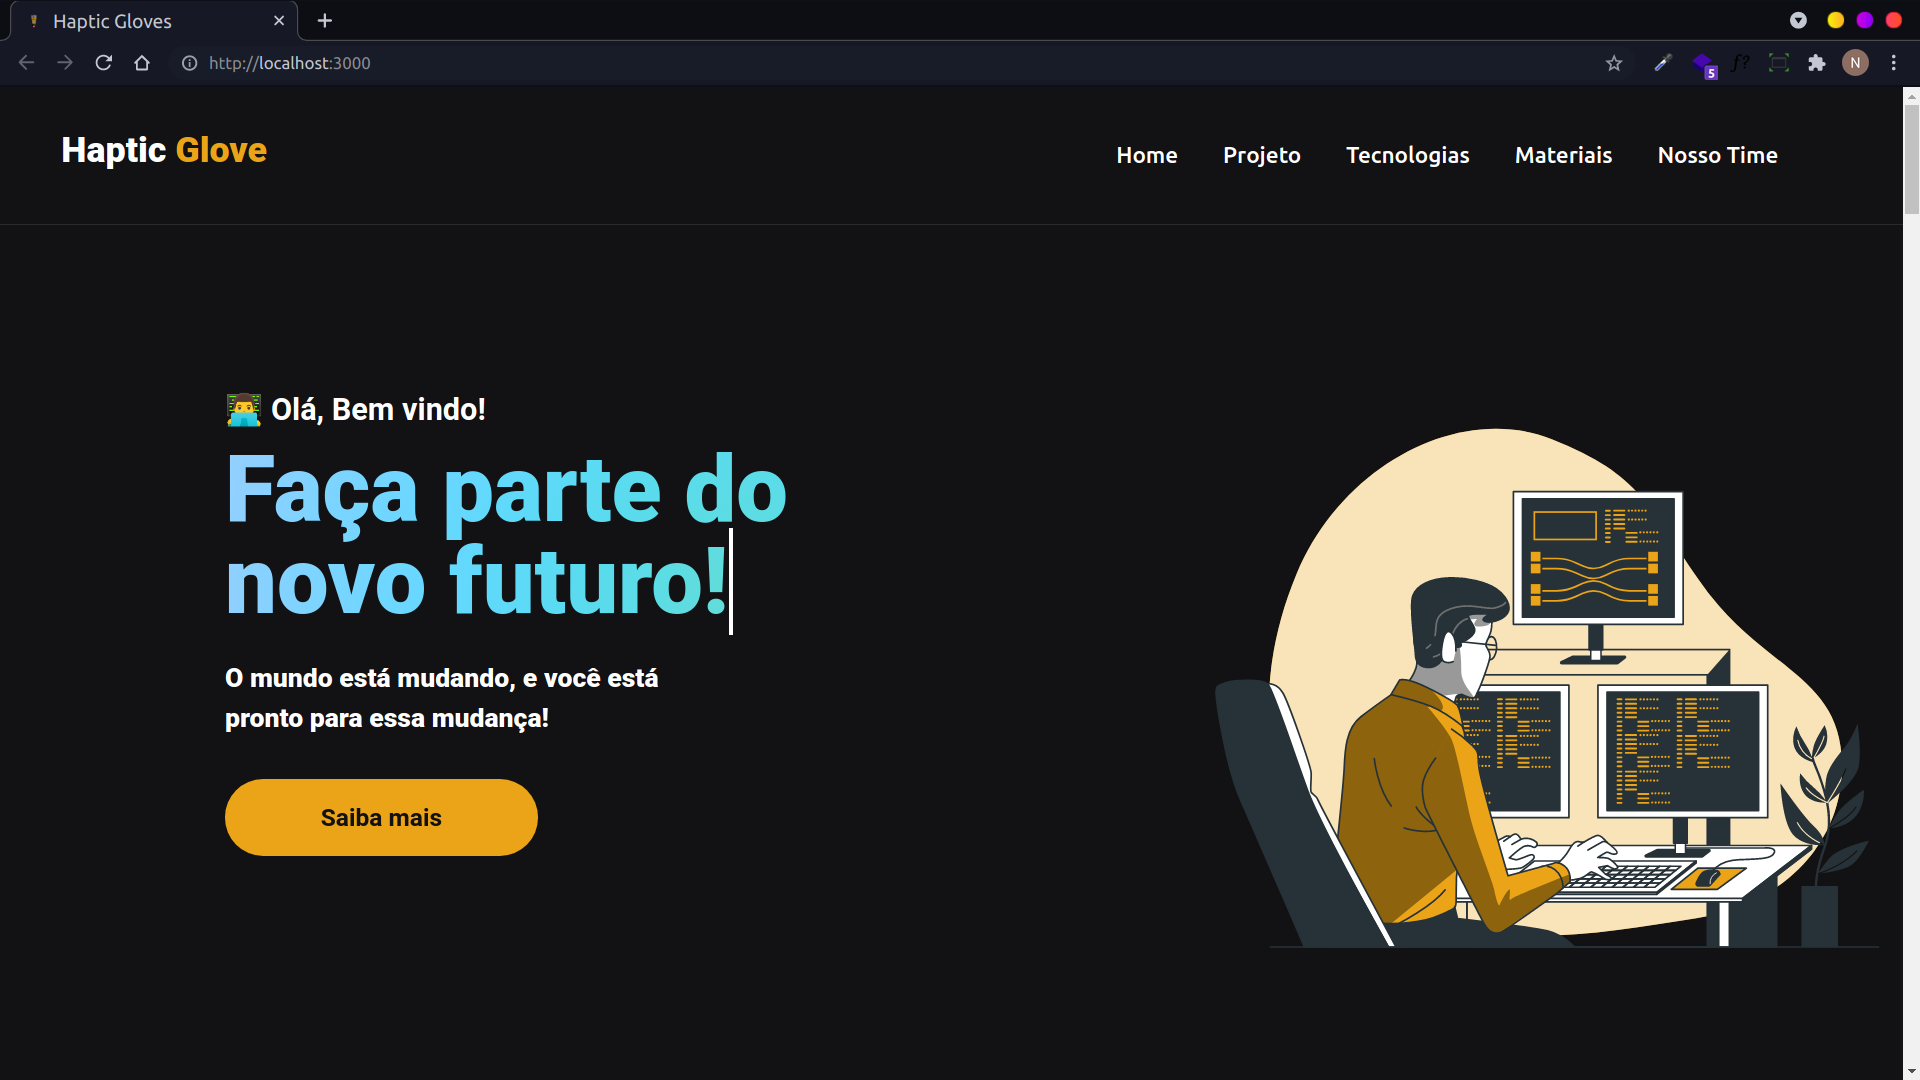 Haptic Gloves
http://localhost:3000
5
f?
N
Haptic Glove
Home Projeto Tecnologias Materiais Nosso Time
Olá, Bem vindo!
Faça parte do
novo futuro!
O mundo está mudando, e você está
pronto para essa mudança!
Saiba mais